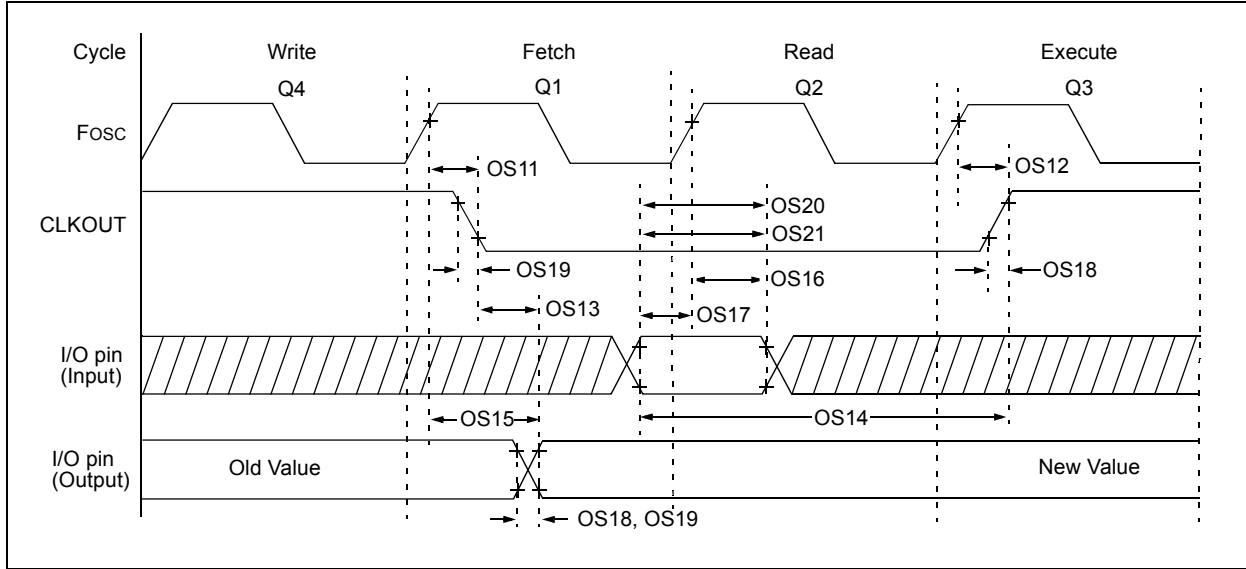 Cycle Write Fetch Read Execute
Q4 Q1 Q2 Q3
FOSC
OS11 OS12
OS20
CLKOUT
OS21
OS19 OS16 OS18
OS13 OS17
I/O pin
(Input)
OS15 OS14
I/O pin
(Output)
Old Value New Value
OS18, OS19